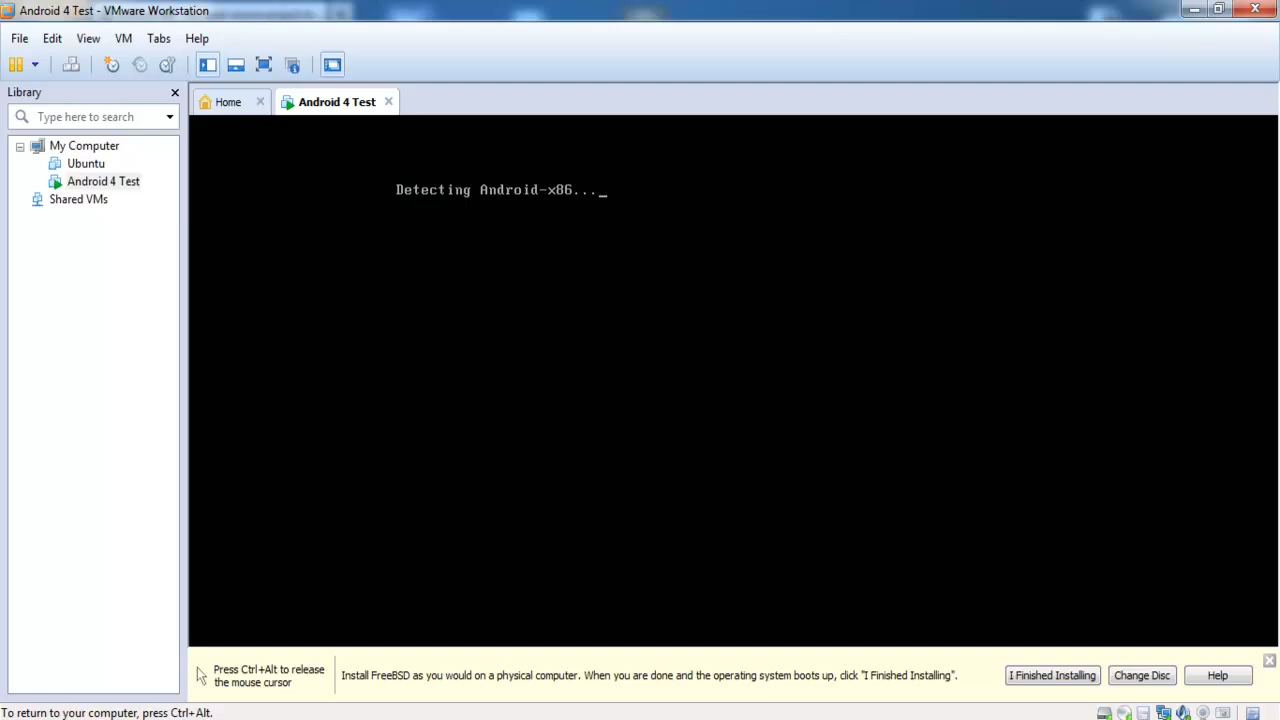 Android 4 Test - VMware Workstation
File Edit View VM Tabs Help
Library
Type here to search
My Computer
Ubuntu
Android 4 Test
Shared VMs
Home
Android 4 Test
Detecting Android-x86..._
Press Ctrl+Alt to release
the mouse cursor
Install FreeBSD as you would on a physical computer. When you are done and the operating system boots up, click "I Finished Installing".
I Finished Installing
Change Disc
Help
To return to your computer, press Ctrl+Alt.